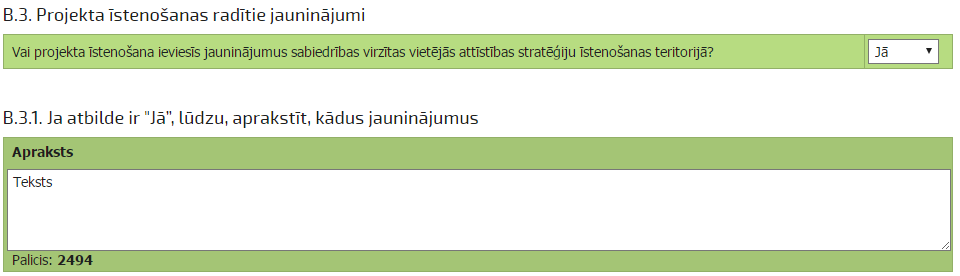 B.3. Projekta īstenošanas radītie jauninājumi
Vai projekta īstenošana ieviesīs jauninājumus sabiedrības virzītas vietējās attīstības stratēģiju īstenošanas teritorijā? Jā
B.3.1. Ja atbilde ir "Jā”, lūdzu, aprakstīt, kādus jauninājumus
Apraksts
Teksts
Palicis: 2494